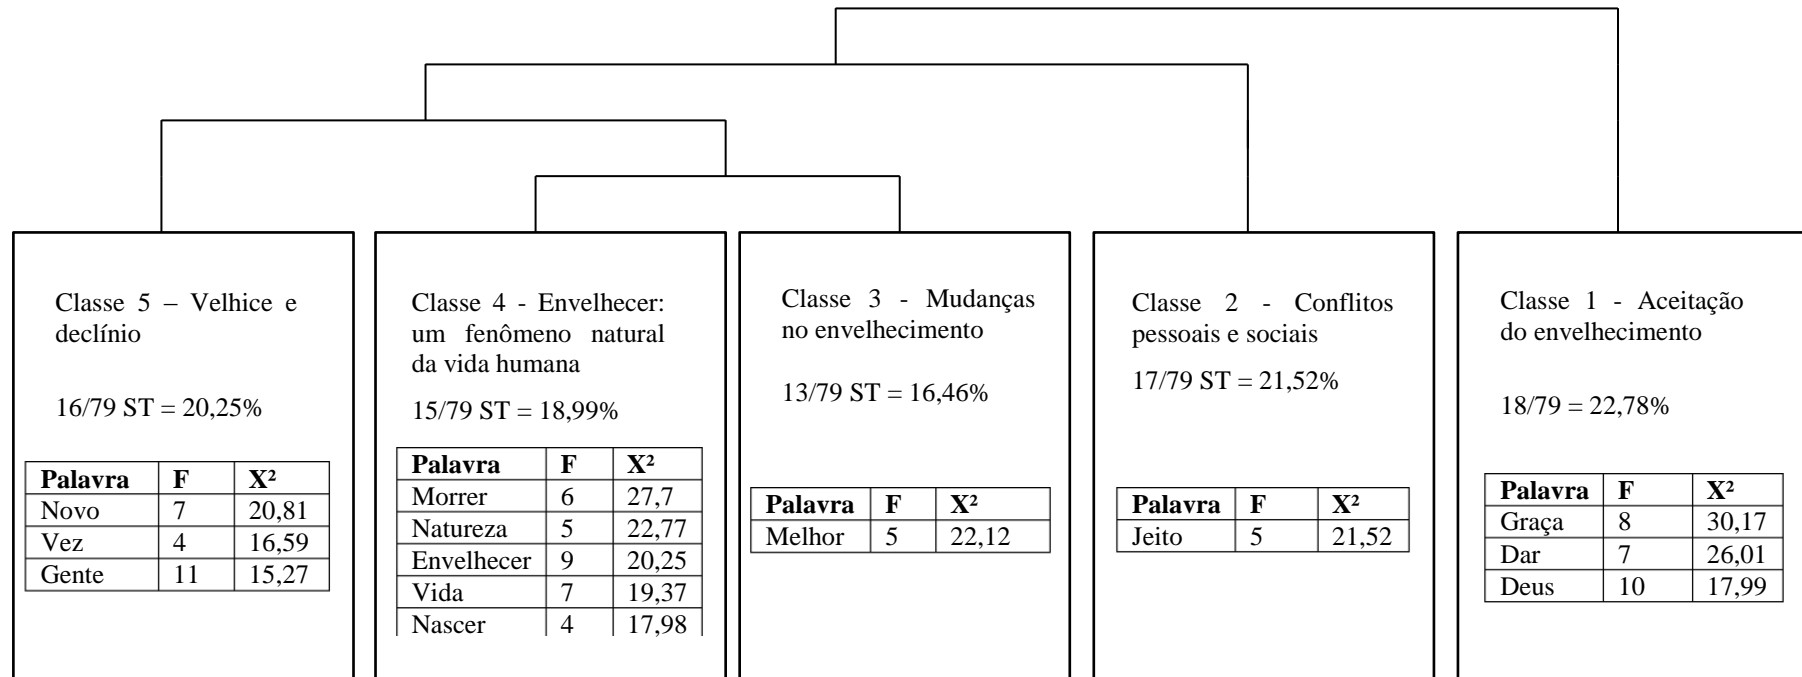 Classe 5 – Velhice e
declínio
16/79 ST = 20,25%
Palavra F X²
Novo 7 20,81
Vez 4 16,59
Gente 11 15,27
Classe 4 - Envelhecer:
um fenômeno natural
da vida humana
15/79 ST = 18,99%
Palavra F X²
Morrer 6 27,7
Natureza 5 22,77
Envelhecer 9 20,25
Vida 7 19,37
Nascer 4 17,98
Classe 3 - Mudanças
no envelhecimento
13/79 ST = 16,46%
Palavra F X²
Melhor 5 22,12
Classe 2 - Conflitos
pessoais e sociais
17/79 ST = 21,52%
Palavra F X²
Jeito 5 21,52
Classe 1 - Aceitação
do envelhecimento
18/79 = 22,78%
Palavra F X²
Graça 8 30,17
Dar 7 26,01
Deus 10 17,99